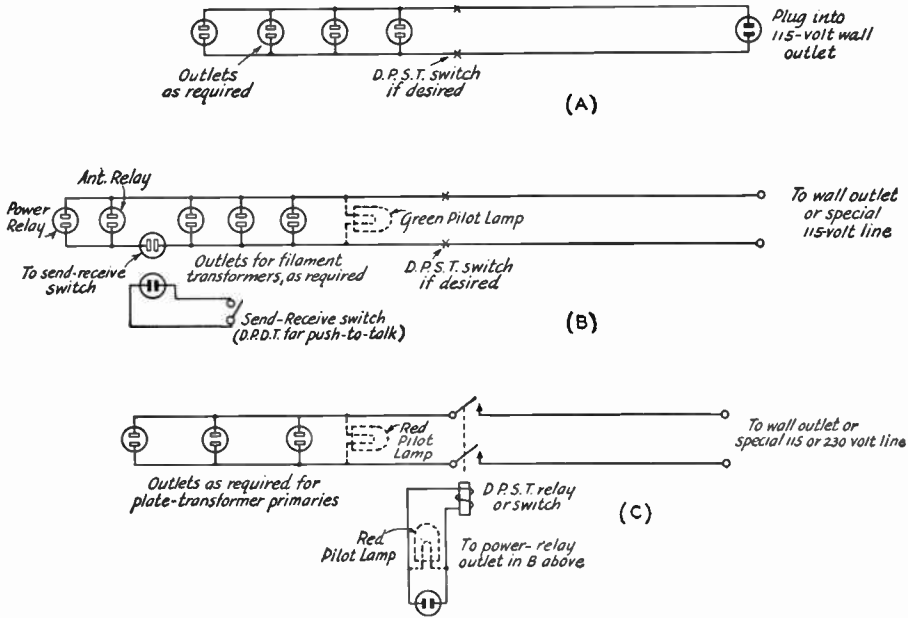 Outlets
as required
D.P.S.T. switch
if desired
Plug into
115-volt wall
outlet
(A)
Ant. Relay
Power
Relay
Green Pilot Lamp
To wall outlet
or special
115-volt line
To send-receive
switch
Outlets for filament
transformers, as required
D.P.S.T. switch
if desired
Send-Receive switch
(D.P.D.T. for push-to-talk)
(B)
Red
Pilot
Lamp
To wall outlet or
special 115 or 230 volt line
Outlets as required for
plate-transformer primaries
D.P.S.T. relay
or switch
(C)
Red
Pilot Lamp
To power-relay
outlet in B above